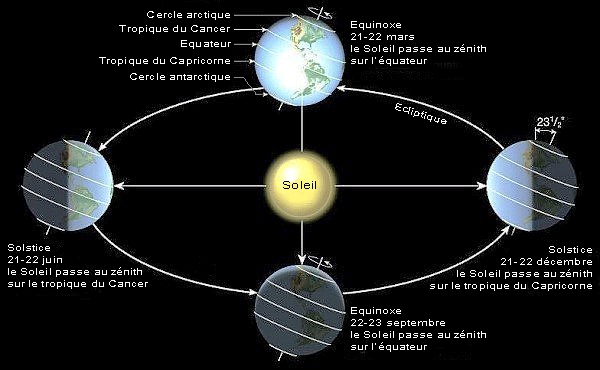 Cercle arctique
Tropique du Cancer
Equateur
Tropique du Capricorne
Cercle antarctique
Equinoxe
21-22 mars
le Soleil passe au zénith
sur l'équateur
Ecliptique
23½°
Soleil
Solstice
21-22 juin
le Soleil passe au zénith
sur le tropique du Cancer
Solstice
21-22 décembre
le Soleil passe au zénith
sur le tropique du Capricorne
Equinoxe
22-23 septembre
le Soleil passe au zénith
sur l'équateur